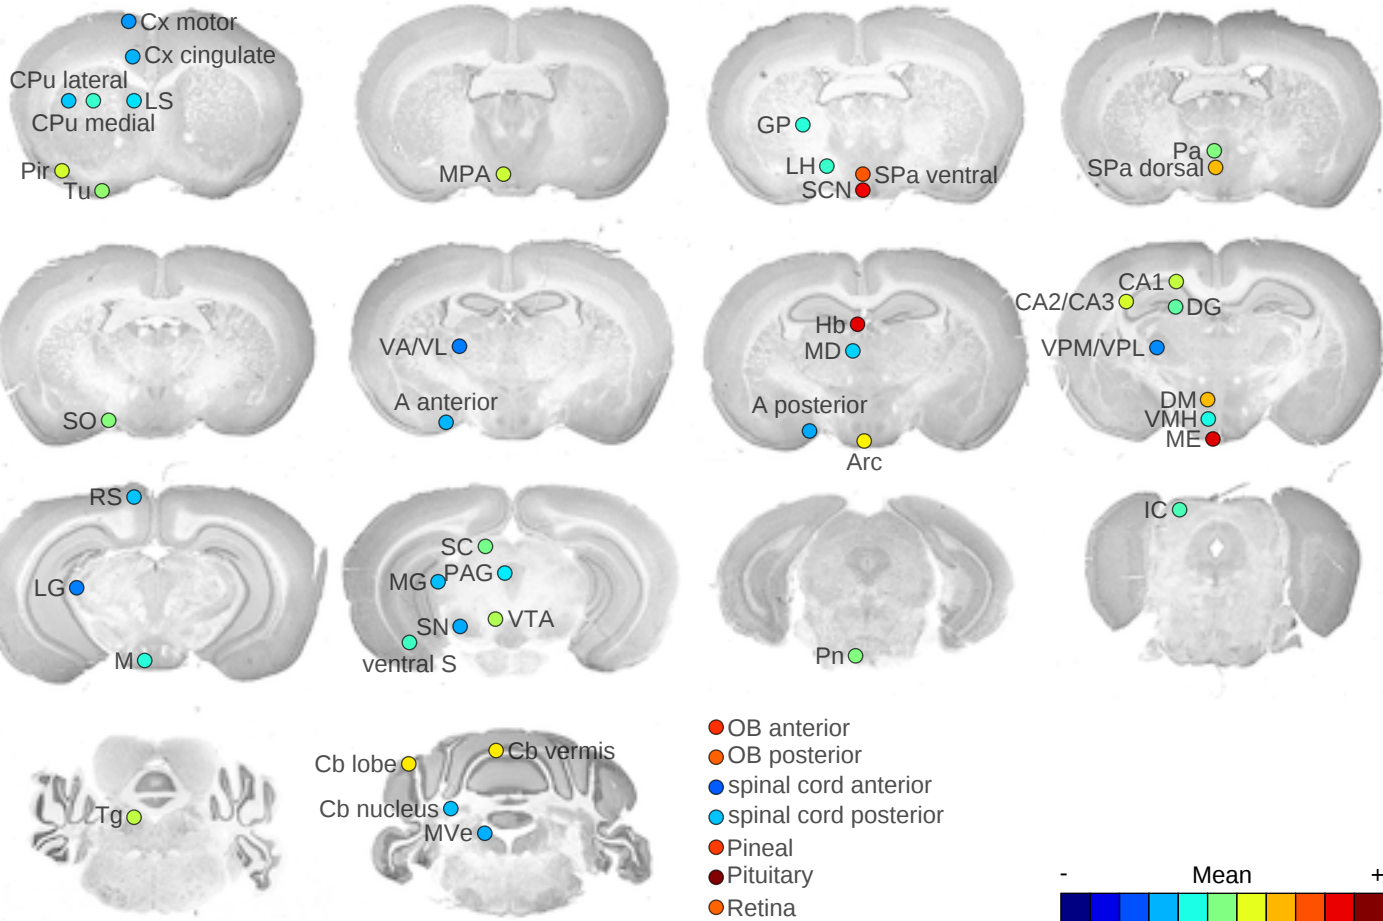 Cx motor
Cx cingulate
CPu lateral
LS
CPu medial
Pir
Tu
MPA
GP
LH
SPa ventral
SCN
Pa
SPa dorsal
SO
VA/VL
A anterior
Hb
MD
A posterior
Arc
CA1
CA2/CA3
DG
VPM/VPL
DM
VMH
ME
RS
LG
M
SC
MG
PAG
SN
VTA
ventral S
Pn
IC
Tg
Cb lobe
Cb vermis
Cb nucleus
MVe
OB anterior
OB posterior
spinal cord anterior
spinal cord posterior
Pineal
Pituitary
Retina
- Mean +